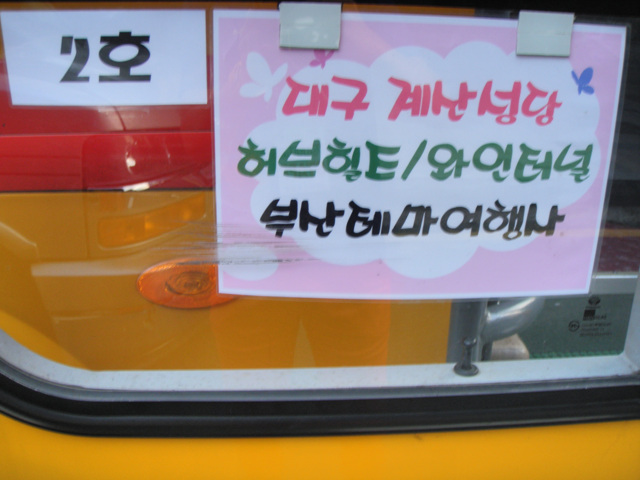 2호
대구 계산성당
허브힐즈/와인터널
부산테마여행사